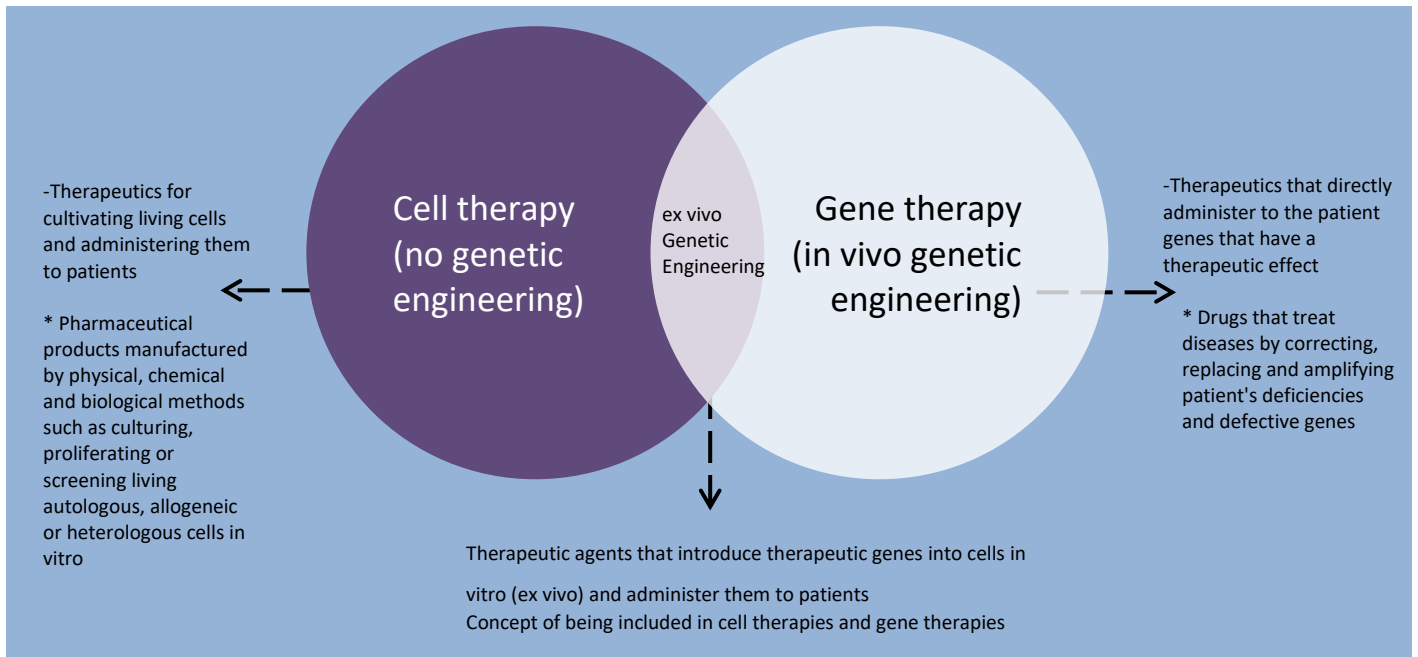 -Therapeutics for
cultivating living cells
and administering them
to patients
* Pharmaceutical
products manufactured
by physical, chemical
and biological methods
such as culturing,
proliferating or
screening living
autologous, allogeneic
or heterologous cells in
vitro
Cell therapy
(no genetic
engineering)
ex vivo
Genetic
Engineering
Gene therapy
(in vivo genetic
engineering)
-Therapeutics that directly
administer to the patient
genes that have a
therapeutic effect
* Drugs that treat
diseases by correcting,
replacing and amplifying
patient's deficiencies
and defective genes
Therapeutic agents that introduce therapeutic genes into cells in
vitro (ex vivo) and administer them to patients
Concept of being included in cell therapies and gene therapies